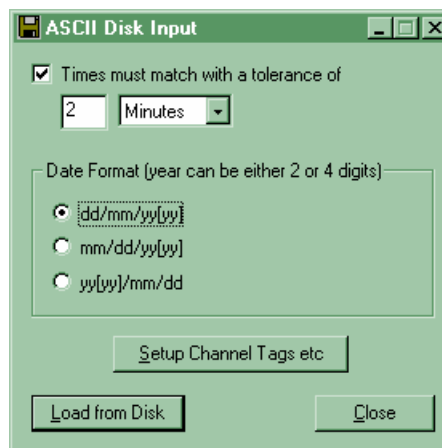 ASCII Disk Input
Times must match with a tolerance of
2 Minutes
Date Format (year can be either 2 or 4 digits)
dd/mm/yy[yy]
mm/dd/yy[yy]
yy[yy]/mm/dd
Setup Channel Tags etc
Load from Disk Close